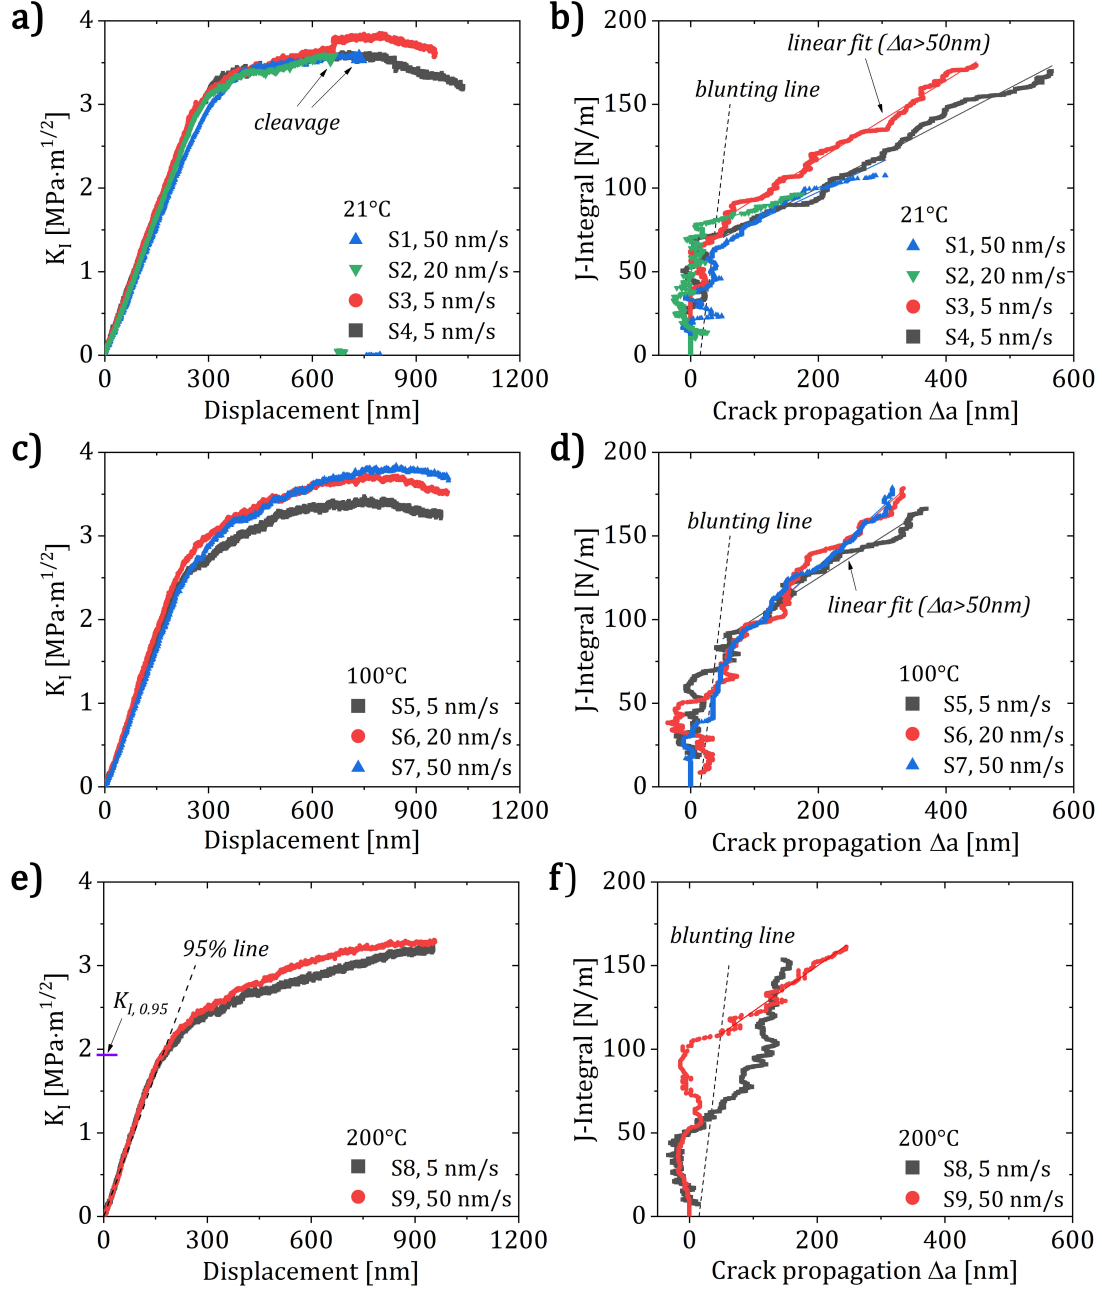 a)
4
3
2
1
0
K_I [MPa·m^1/2]
cleavage
21°C
S1, 50 nm/s
S2, 20 nm/s
S3, 5 nm/s
S4, 5 nm/s
0 300 600 900 1200
Displacement [nm]
b)
200
150
100
50
0
J-Integral [N/m]
linear fit (Δa>50nm)
blunting line
21°C
S1, 50 nm/s
S2, 20 nm/s
S3, 5 nm/s
S4, 5 nm/s
0 200 400 600
Crack propagation Δa [nm]
c)
4
3
2
1
0
K_I [MPa·m^1/2]
100°C
S5, 5 nm/s
S6, 20 nm/s
S7, 50 nm/s
0 300 600 900 1200
Displacement [nm]
d)
200
150
100
50
0
J-Integral [N/m]
blunting line
linear fit (Δa>50nm)
100°C
S5, 5 nm/s
S6, 20 nm/s
S7, 50 nm/s
0 200 400 600
Crack propagation Δa [nm]
e)
4
3
2
1
0
K_I [MPa·m^1/2]
95% line
K_I, 0.95
200°C
S8, 5 nm/s
S9, 50 nm/s
0 300 600 900 1200
Displacement [nm]
f)
200
150
100
50
0
J-Integral [N/m]
blunting line
200°C
S8, 5 nm/s
S9, 50 nm/s
0 200 400 600
Crack propagation Δa [nm]